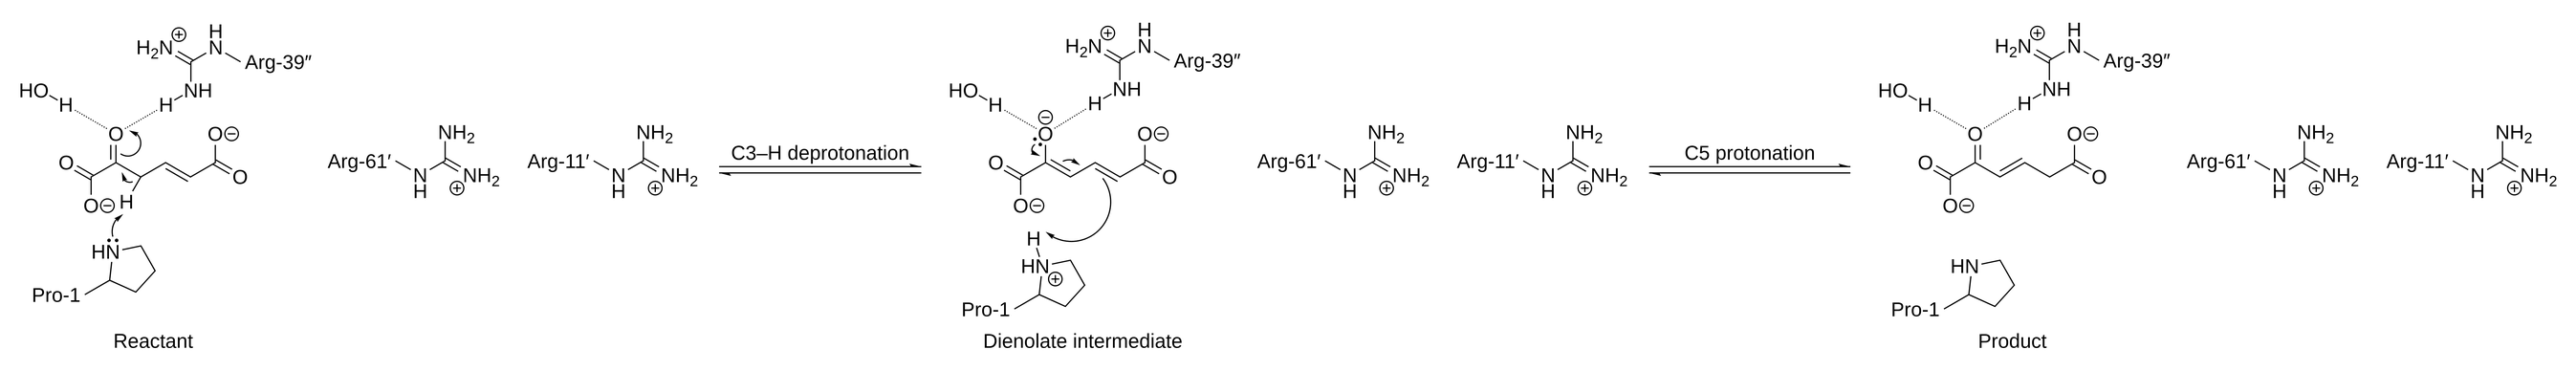 H₂N ⊕ H N Arg-39″
HO H H NH
O O⊖
O O O⊖ H
HN
Pro-1
Reactant
Arg-61′ N H NH₂ NH₂ ⊕
Arg-11′ N H NH₂ NH₂ ⊕
C3–H deprotonation
H₂N ⊕ H N Arg-39″
HO H H NH
⊖ O O⊖
O O O⊖
H
HN ⊕
Pro-1
Dienolate intermediate
Arg-61′ N H NH₂ NH₂ ⊕
Arg-11′ N H NH₂ NH₂ ⊕
C5 protonation
H₂N ⊕ H N Arg-39″
HO H H NH
O O⊖
O O O⊖
HN
Pro-1
Product
Arg-61′ N H NH₂ NH₂ ⊕
Arg-11′ N H NH₂ NH₂ ⊕